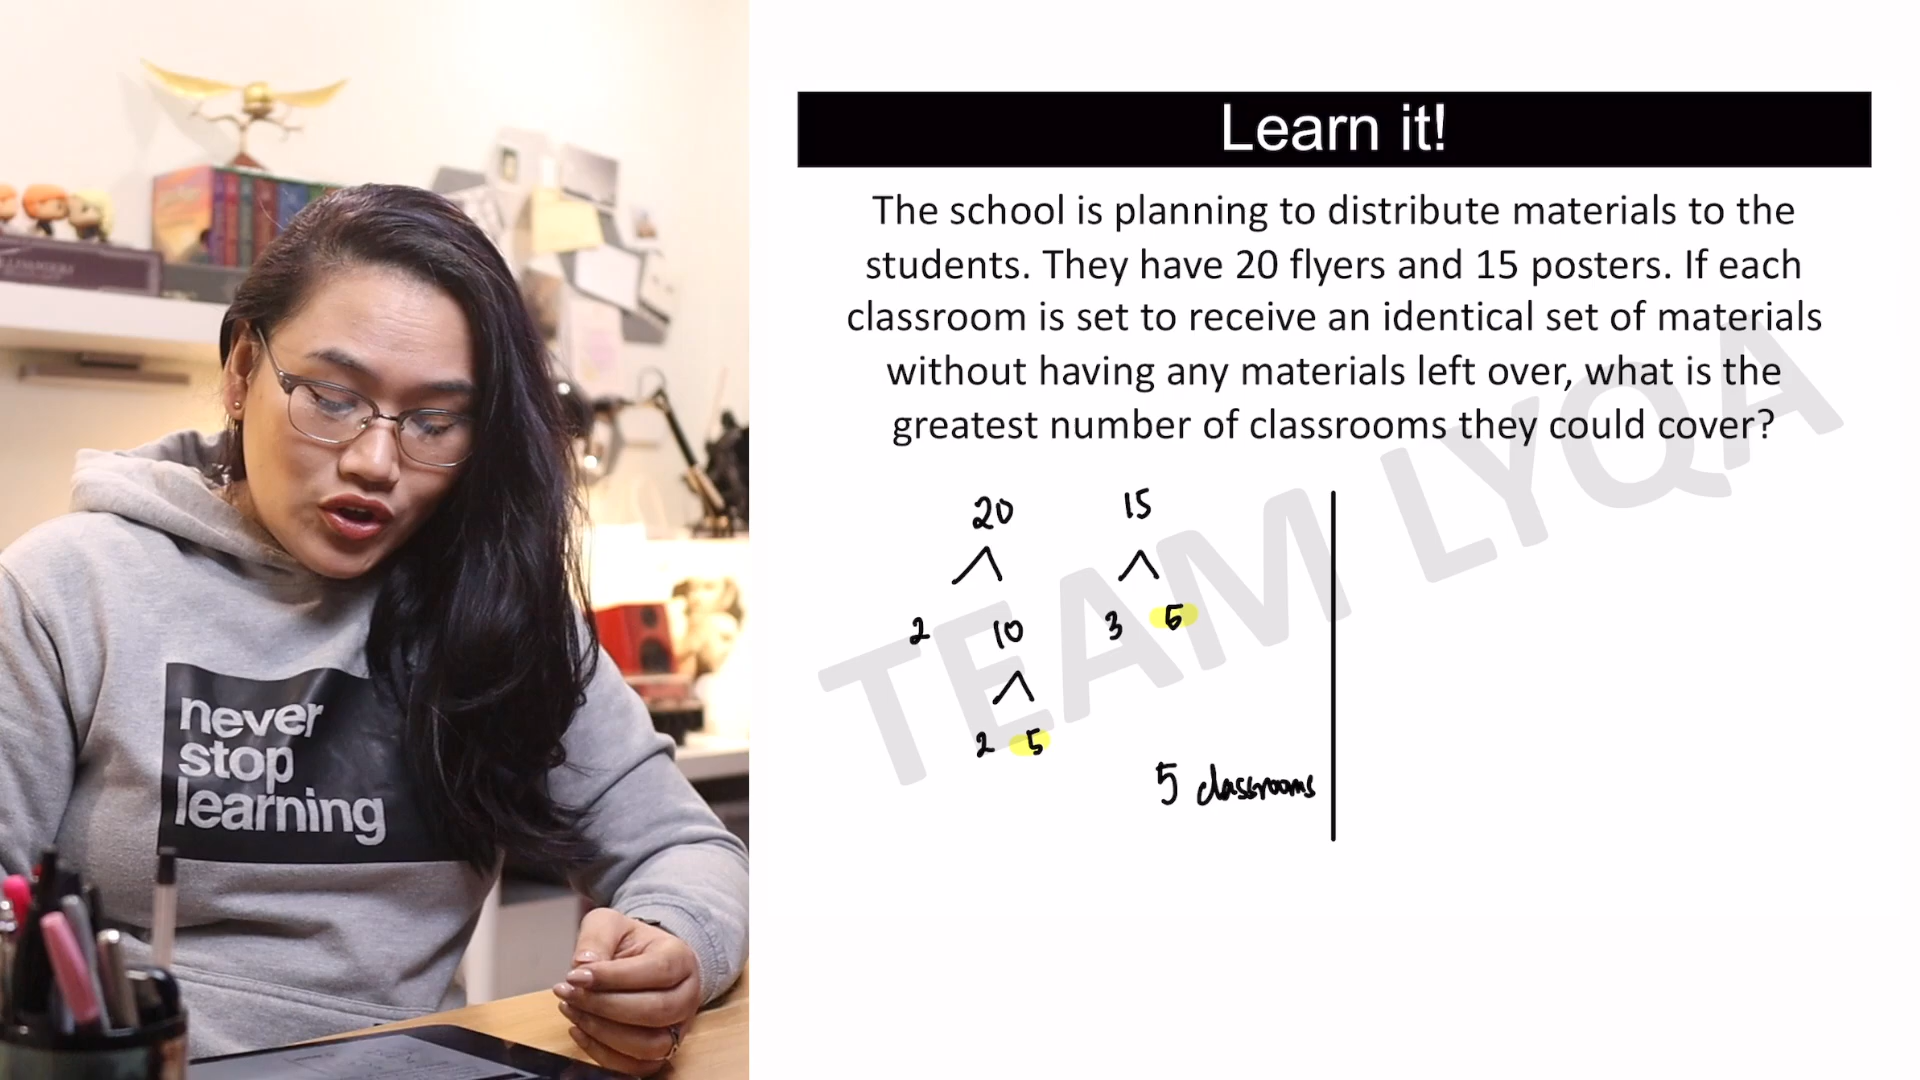 never
stop
learning
Learn it!
The school is planning to distribute materials to the
students. They have 20 flyers and 15 posters. If each
classroom is set to receive an identical set of materials
without having any materials left over, what is the
greatest number of classrooms they could cover?
20 15
2 10 3 5
2 5
5 classrooms
TEAM LYQA